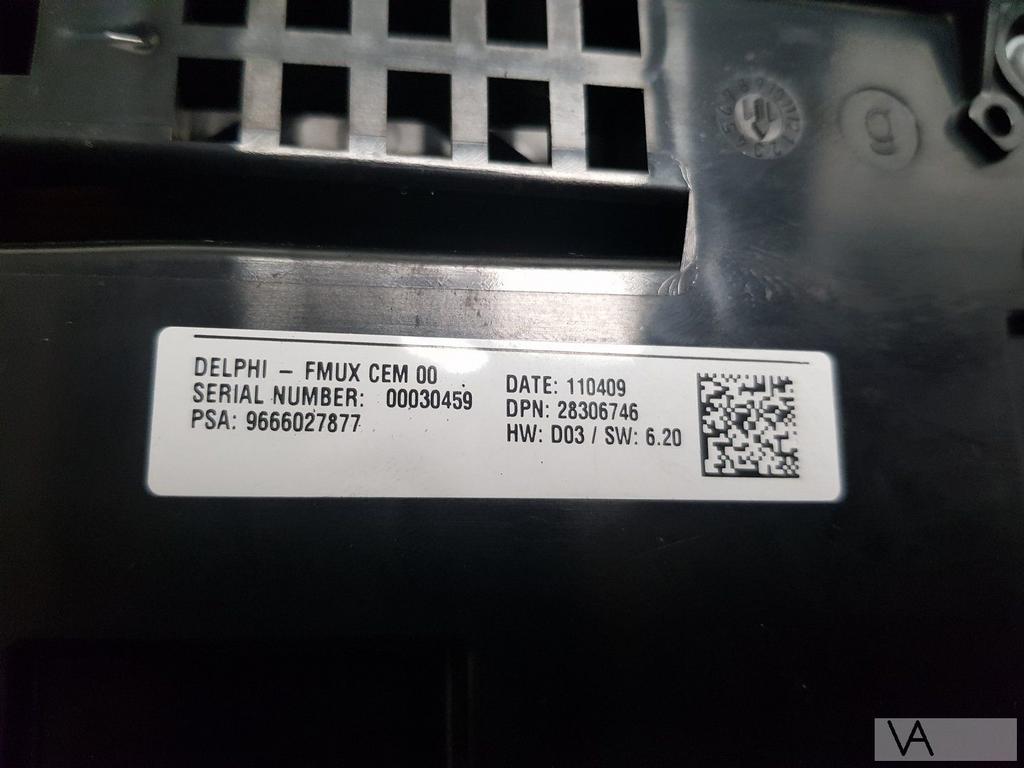 g
DELPHI - FMUX CEM 00
SERIAL NUMBER: 00030459
PSA: 9666027877
DATE: 110409
DPN: 28306746
HW: D03 / SW: 6.20
VA